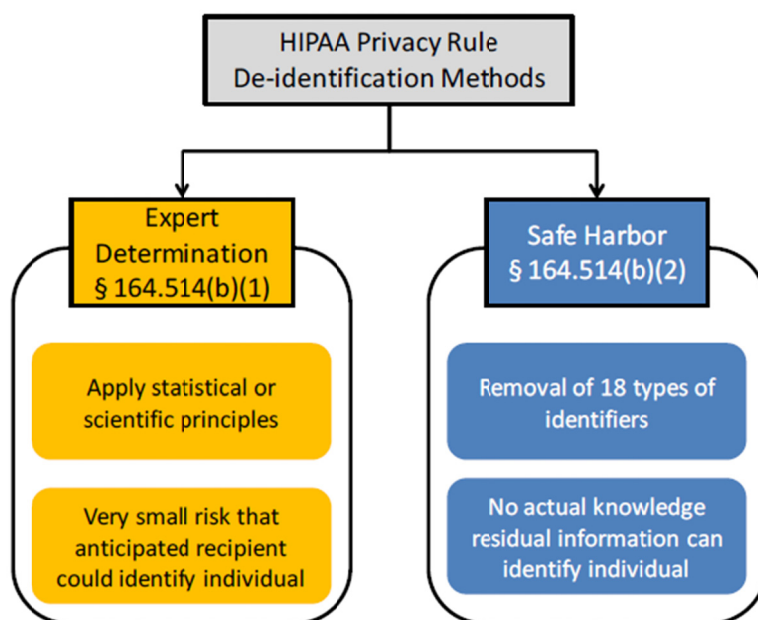 HIPAA Privacy Rule
De-identification Methods
Expert
Determination
§ 164.514(b)(1)
Apply statistical or
scientific principles
Very small risk that
anticipated recipient
could identify individual
Safe Harbor
§ 164.514(b)(2)
Removal of 18 types of
identifiers
No actual knowledge
residual information can
identify individual